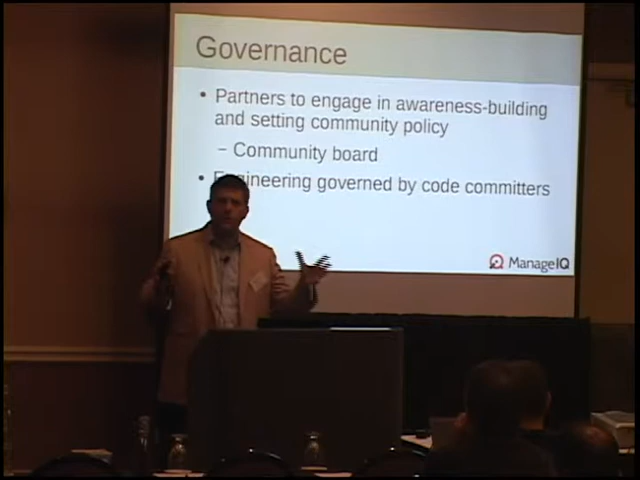 Governance
• Partners to engage in awareness-building
and setting community policy
– Community board
• Engineering governed by code committers
ManageIQ